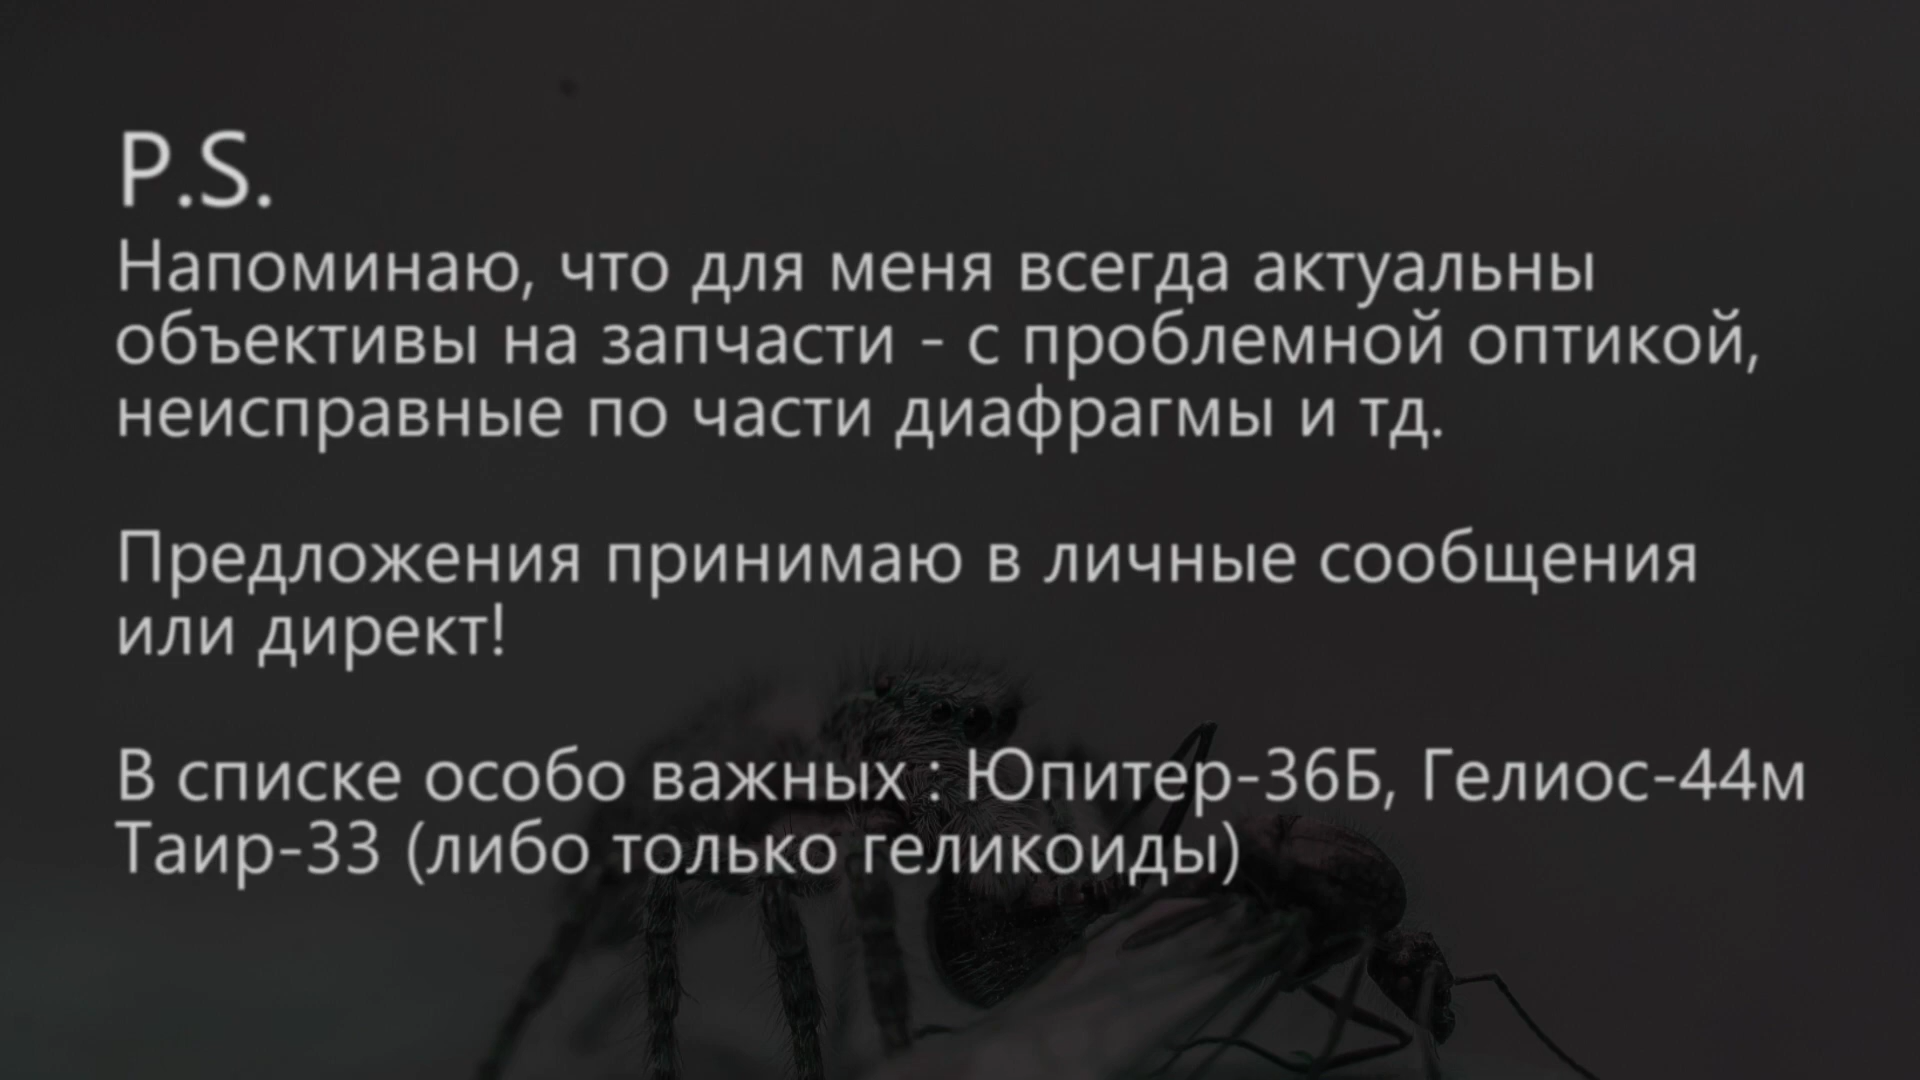 P.S.
Напоминаю, что для меня всегда актуальны
объективы на запчасти - с проблемной оптикой,
неисправные по части диафрагмы и тд.
Предложения принимаю в личные сообщения
или директ!
В списке особо важных : Юпитер-36Б, Гелиос-44м
Таир-33 (либо только геликоиды)